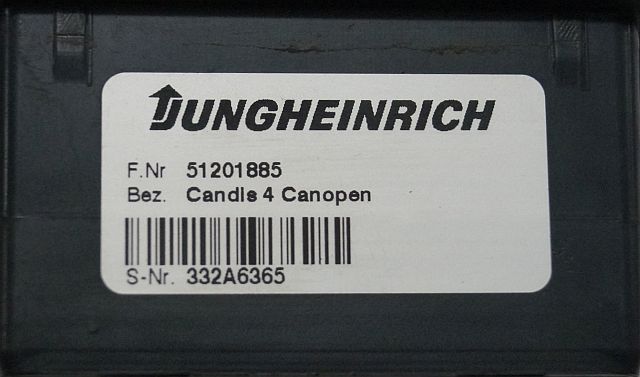 JUNGHEINRICH
F.Nr 51201885
Bez. Candis 4 Canopen
S-Nr. 332A6365